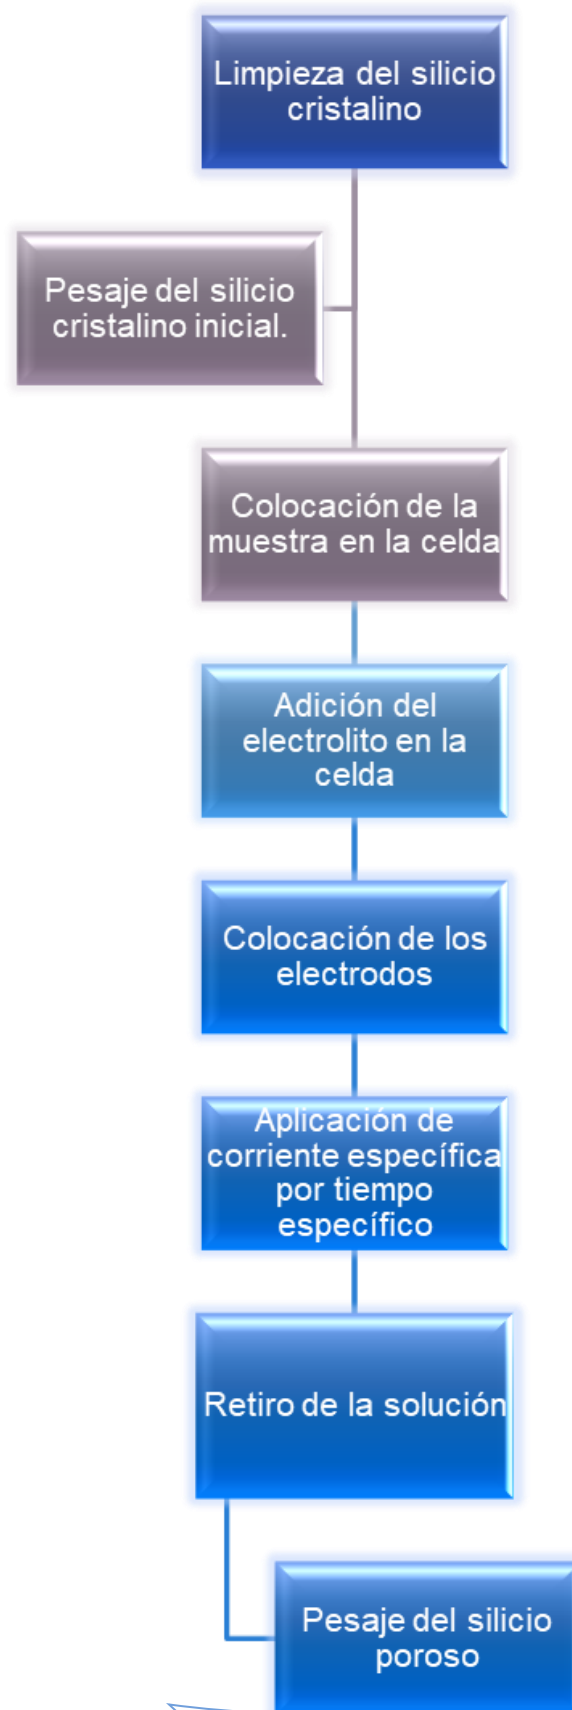 Limpieza del silicio
cristalino
Pesaje del silicio
cristalino inicial.
Colocación de la
muestra en la celda
Adición del
electrolito en la
celda
Colocación de los
electrodos
Aplicación de
corriente específica
por tiempo
específico
Retiro de la solución
Pesaje del silicio
poroso